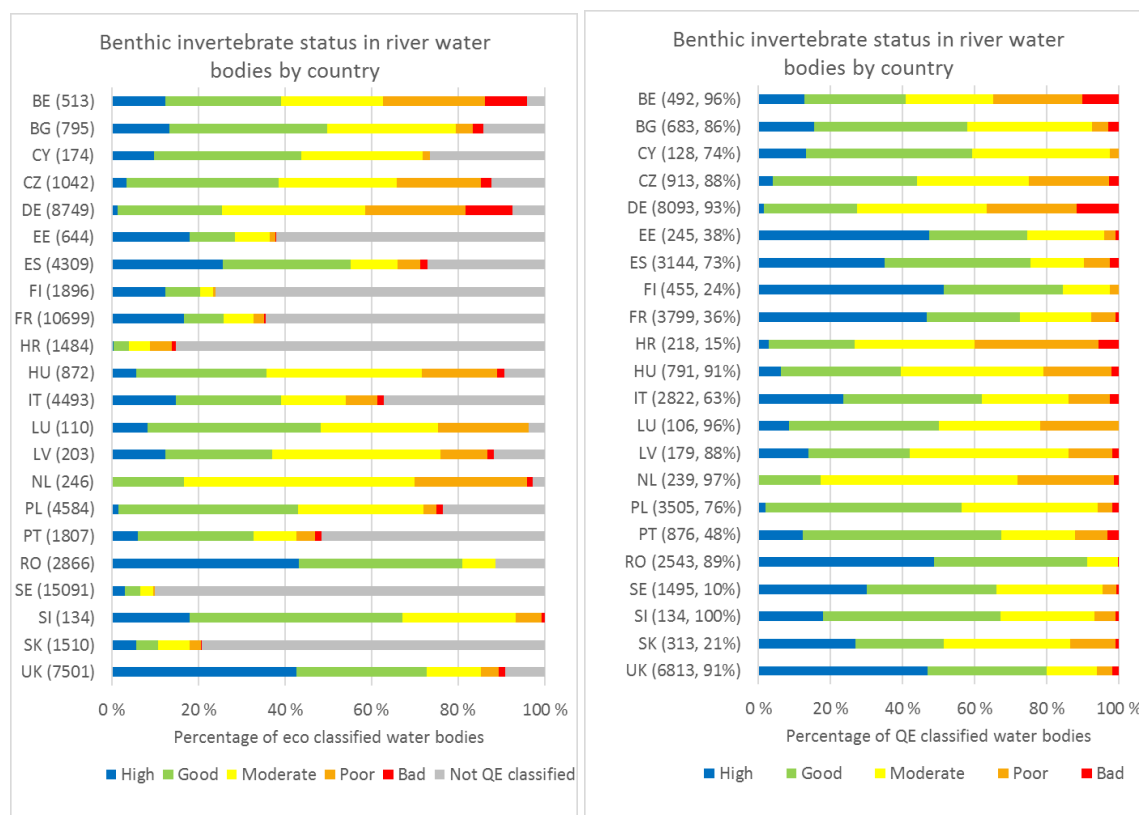 Benthic invertebrate status in river water
bodies by country
BE (513)
BG (795)
CY (174)
CZ (1042)
DE (8749)
EE (644)
ES (4309)
FI (1896)
FR (10699)
HR (1484)
HU (872)
IT (4493)
LU (110)
LV (203)
NL (246)
PL (4584)
PT (1807)
RO (2866)
SE (15091)
SI (134)
SK (1510)
UK (7501)
0 % 20 % 40 % 60 % 80 % 100 %
Percentage of eco classified water bodies
High Good Moderate Poor Bad Not QE classified
Benthic invertebrate status in river water
bodies by country
BE (492, 96%)
BG (683, 86%)
CY (128, 74%)
CZ (913, 88%)
DE (8093, 93%)
EE (245, 38%)
ES (3144, 73%)
FI (455, 24%)
FR (3799, 36%)
HR (218, 15%)
HU (791, 91%)
IT (2822, 63%)
LU (106, 96%)
LV (179, 88%)
NL (239, 97%)
PL (3505, 76%)
PT (876, 48%)
RO (2543, 89%)
SE (1495, 10%)
SI (134, 100%)
SK (313, 21%)
UK (6813, 91%)
0 % 20 % 40 % 60 % 80 % 100 %
Percentage of QE classified water bodies
High Good Moderate Poor Bad